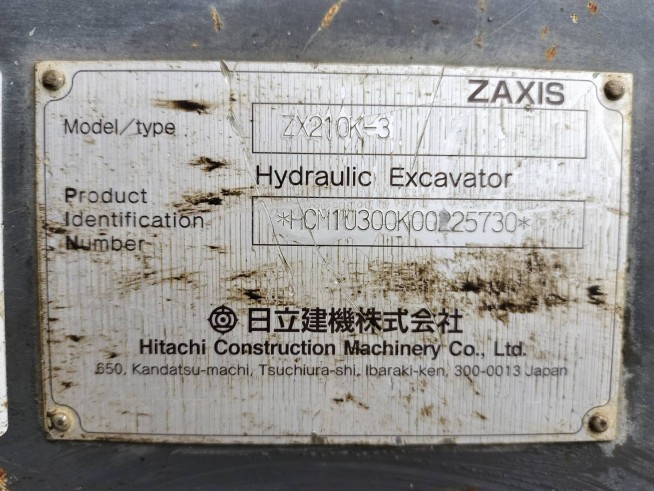 ZAXIS
Model/type ZX210K-3
Hydraulic Excavator
Product
Identification *HCM1U300K00225730*
Number
日立建機株式会社
Hitachi Construction Machinery Co., Ltd.
650, Kandatsu-machi, Tsuchiura-shi, Ibaraki-ken, 300-0013 Japan